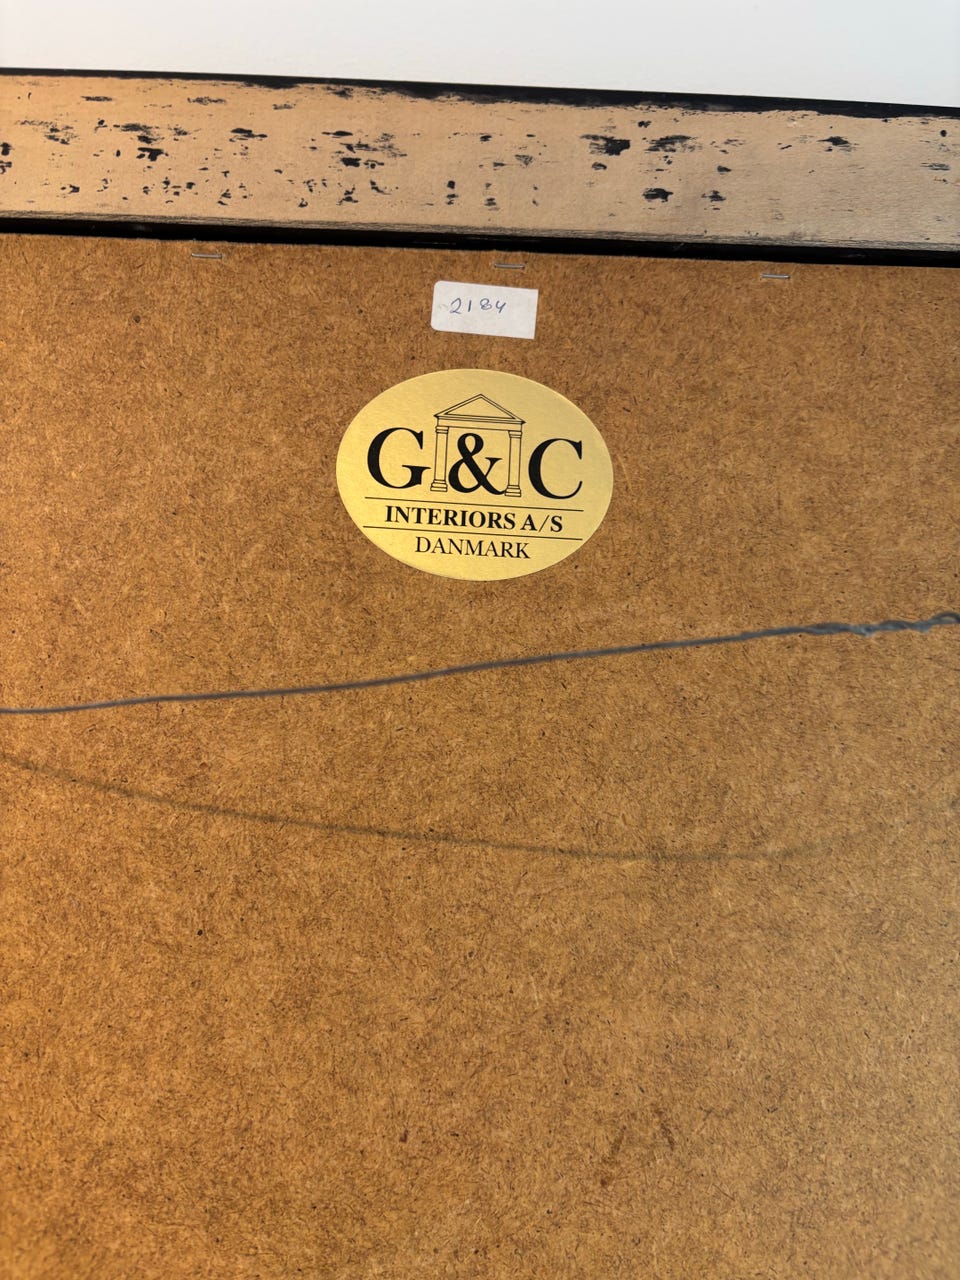 2184
G&C
INTERIORS A/S
DANMARK